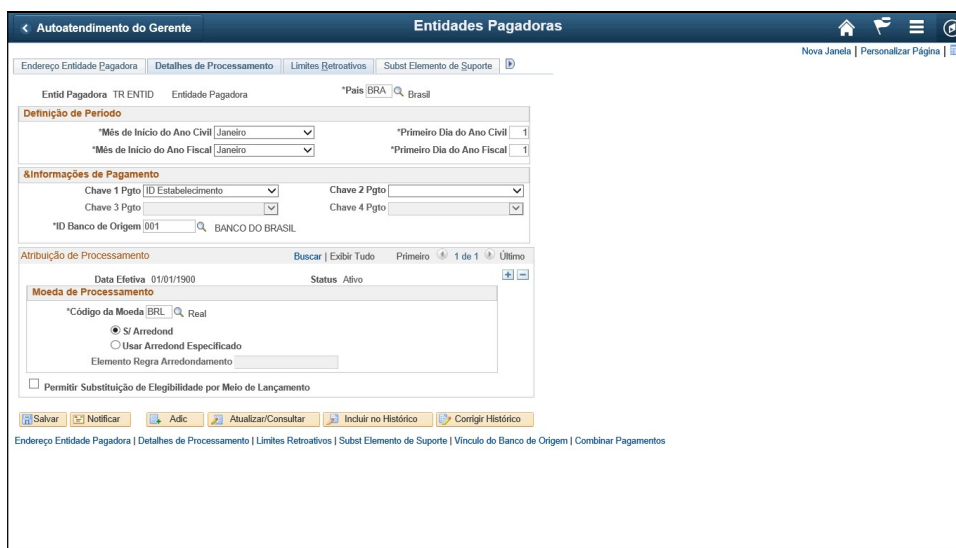 Autoatendimento do Gerente
Entidades Pagadoras
Nova Janela | Personalizar Página |
Endereço Entidade Pagadora Detalhes de Processamento Limites Retroativos Subst Elemento de Suporte
Entid Pagadora TR ENTID Entidade Pagadora *País BRA Brasil
Definição de Período
*Mês de Início do Ano Civil Janeiro *Primeiro Dia do Ano Civil 1
*Mês de Início do Ano Fiscal Janeiro *Primeiro Dia do Ano Fiscal 1
&Informações de Pagamento
Chave 1 Pgto ID Estabelecimento Chave 2 Pgto
Chave 3 Pgto Chave 4 Pgto
*ID Banco de Origem 001 BANCO DO BRASIL
Atribuição de Processamento Buscar | Exibir Tudo Primeiro 1 de 1 Último
Data Efetiva 01/01/1900 Status Ativo
Moeda de Processamento
*Código da Moeda BRL Real
S/ Arredond
Usar Arredond Especificado
Elemento Regra Arredondamento
Permitir Substituição de Elegibilidade por Meio de Lançamento
Salvar Notificar Adic Atualizar/Consultar Incluir no Histórico Corrigir Histórico
Endereço Entidade Pagadora | Detalhes de Processamento | Limites Retroativos | Subst Elemento de Suporte | Vínculo do Banco de Origem | Combinar Pagamentos